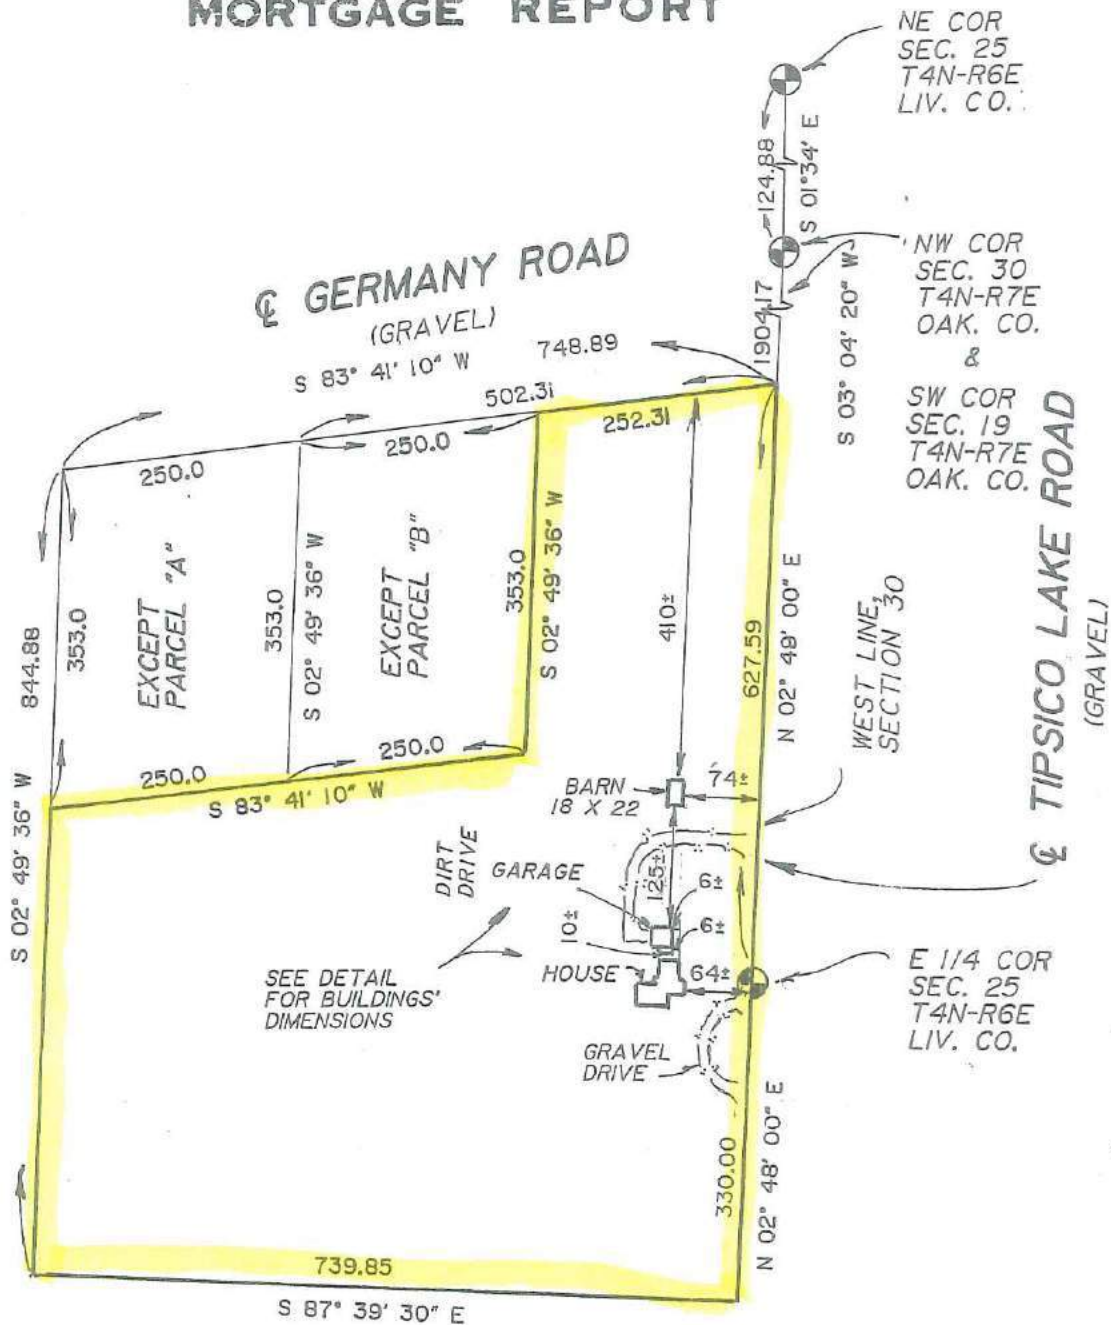 MORTGAGE REPORT
NE COR
SEC. 25
T4N-R6E
LIV. CO.
124.88
S 01°34' E
NW COR
SEC. 30
T4N-R7E
OAK. CO.
&
SW COR
SEC. 19
T4N-R7E
OAK. CO.
1904.17
S 03° 04' 20" W
℄ GERMANY ROAD
(GRAVEL)
S 83° 41' 10" W
748.89
502.31
252.31
250.0
250.0
844.88
353.0
EXCEPT
PARCEL "A"
353.0
S 02° 49' 36" W
EXCEPT
PARCEL "B"
353.0
S 02° 49' 36" W
410±
627.59
N 02° 49' 00" E
WEST LINE,
SECTION 30
℄ TIPSICO LAKE ROAD
(GRAVEL)
250.0
250.0
S 83° 41' 10" W
S 02° 49' 36" W
BARN
18 X 22
74±
DIRT
DRIVE
GARAGE
125±
6±
10±
6±
HOUSE
64±
SEE DETAIL
FOR BUILDINGS'
DIMENSIONS
GRAVEL
DRIVE
E 1/4 COR
SEC. 25
T4N-R6E
LIV. CO.
330.00
N 02° 48' 00" E
739.85
S 87° 39' 30" E